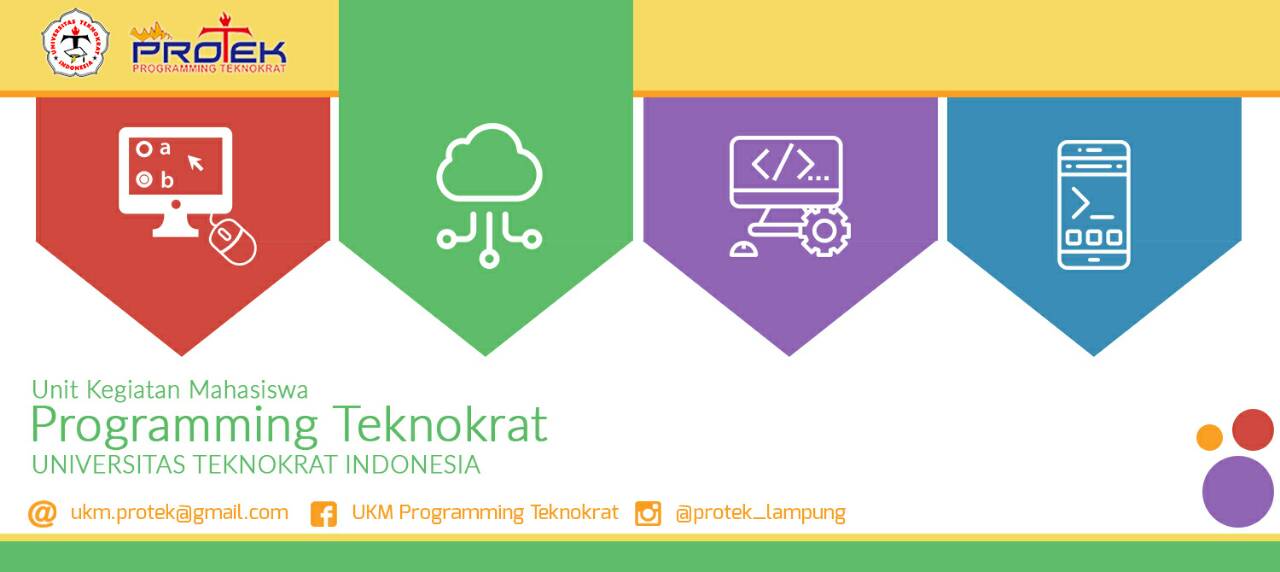 UNIVERSITAS TEKNOKRAT
INDONESIA
PROTEK
PROGRAMMING TEKNOKRAT
a
b
</>...
>_
Unit Kegiatan Mahasiswa
Programming Teknokrat
UNIVERSITAS TEKNOKRAT INDONESIA
@ ukm.protek@gmail.com f UKM Programming Teknokrat @protek_lampung